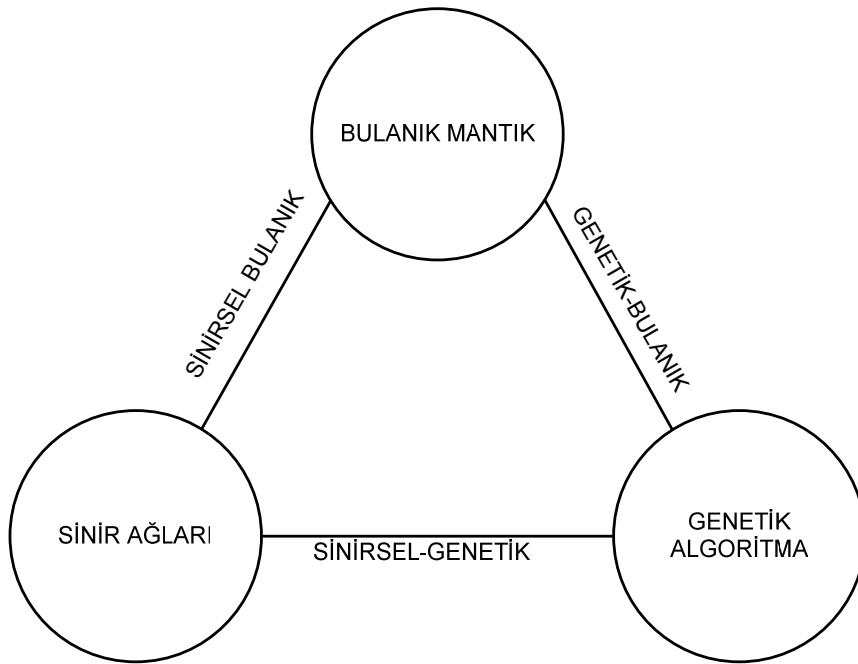 BULANIK MANTIK
SİNİRSEL BULANIK
GENETİK-BULANIK
SİNİR AĞLARI
SİNİRSEL-GENETİK
GENETİK
ALGORİTMA